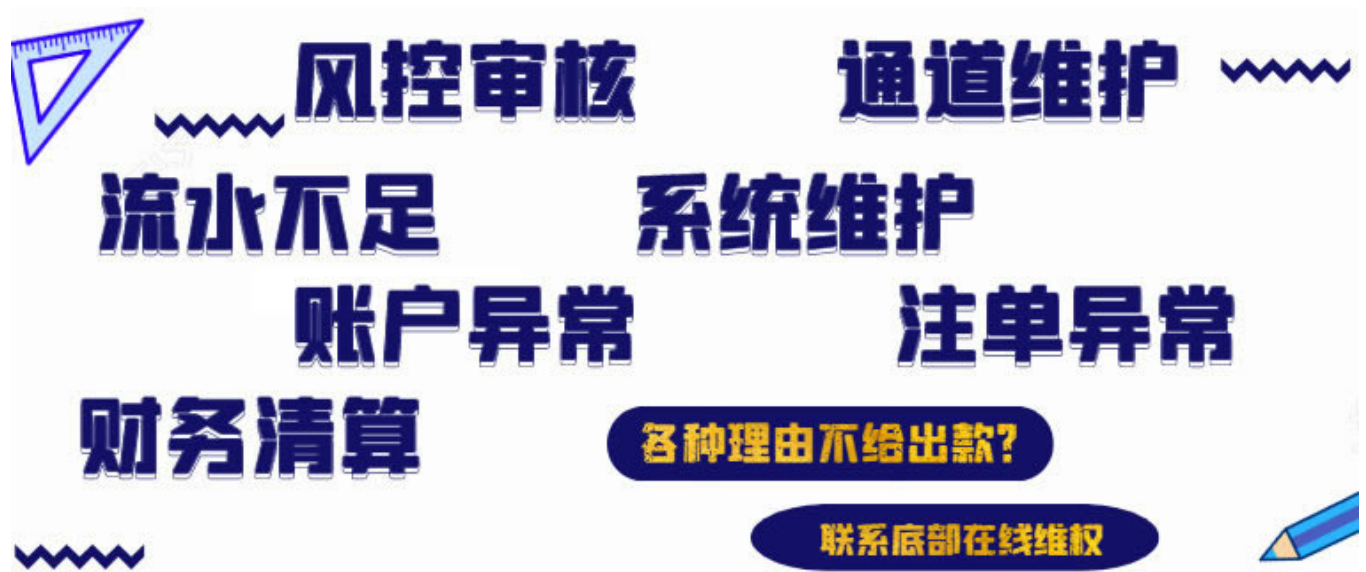 风控审核 通道维护
流水不足 系统维护
账户异常 注单异常
财务清算
各种理由不给出款?
联系底部在线维权